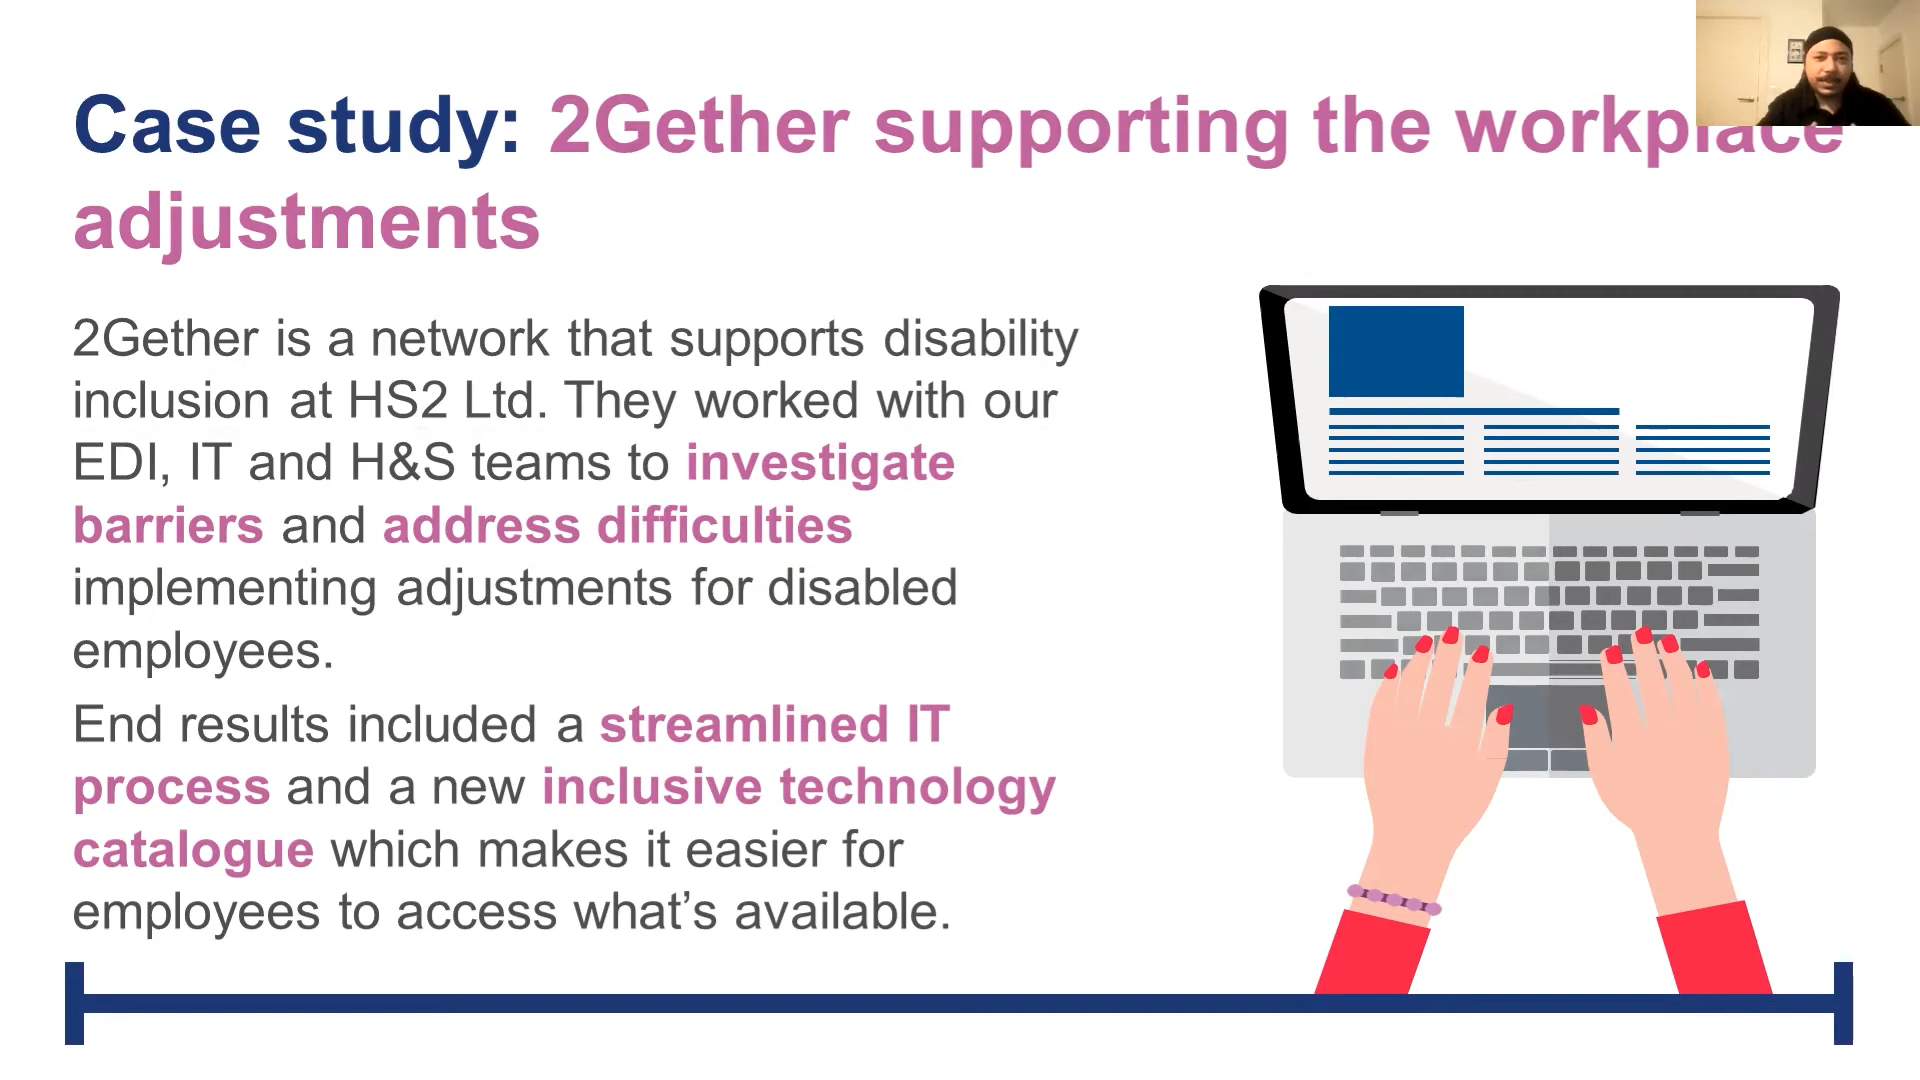 Case study: 2Gether supporting the workplace
adjustments
2Gether is a network that supports disability
inclusion at HS2 Ltd. They worked with our
EDI, IT and H&S teams to investigate
barriers and address difficulties
implementing adjustments for disabled
employees.
End results included a streamlined IT
process and a new inclusive technology
catalogue which makes it easier for
employees to access what’s available.